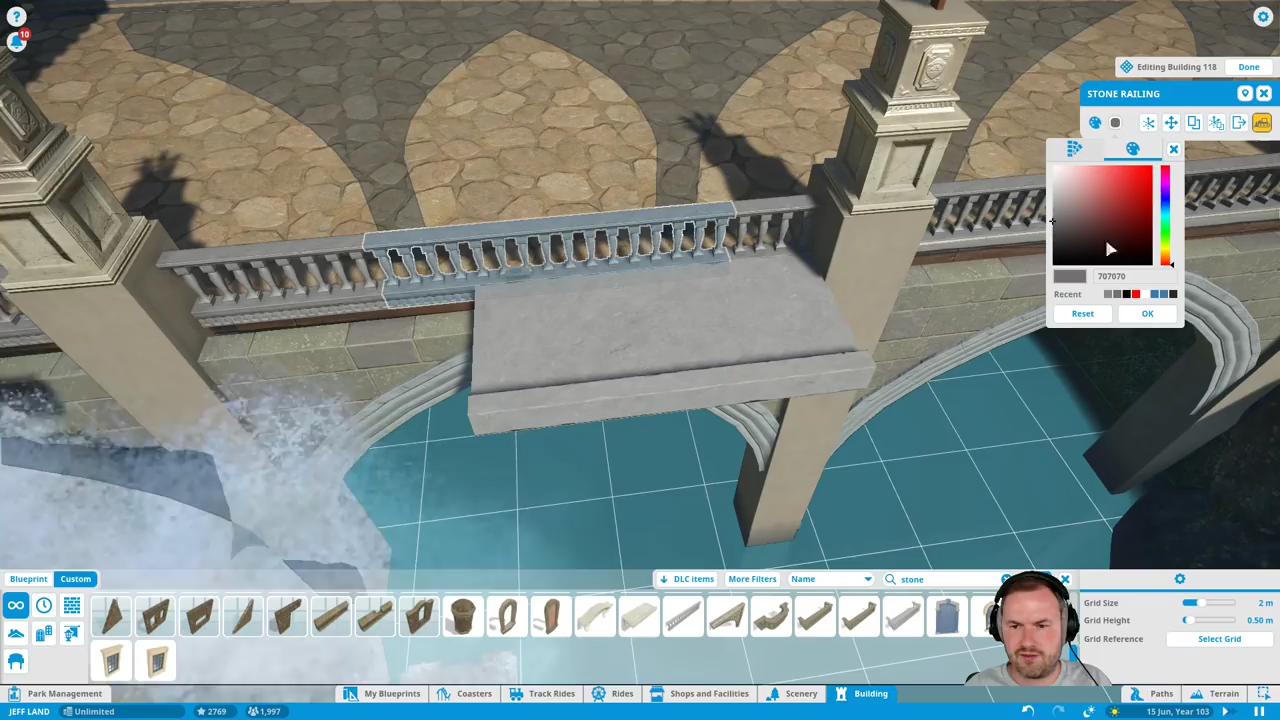 ?
10
Editing Building 118
Done
STONE RAILING
707070
Recent
Reset
OK
Blueprint
Custom
DLC items
More Filters
Name
stone
Grid Size
2 m
Grid Height
0.50 m
Grid Reference
Select Grid
Park Management
My Blueprints
Coasters
Track Rides
Rides
Shops and Facilities
Scenery
Building
Paths
Terrain
JEFF LAND
Unlimited
2769
1,997
15 Jun, Year 103